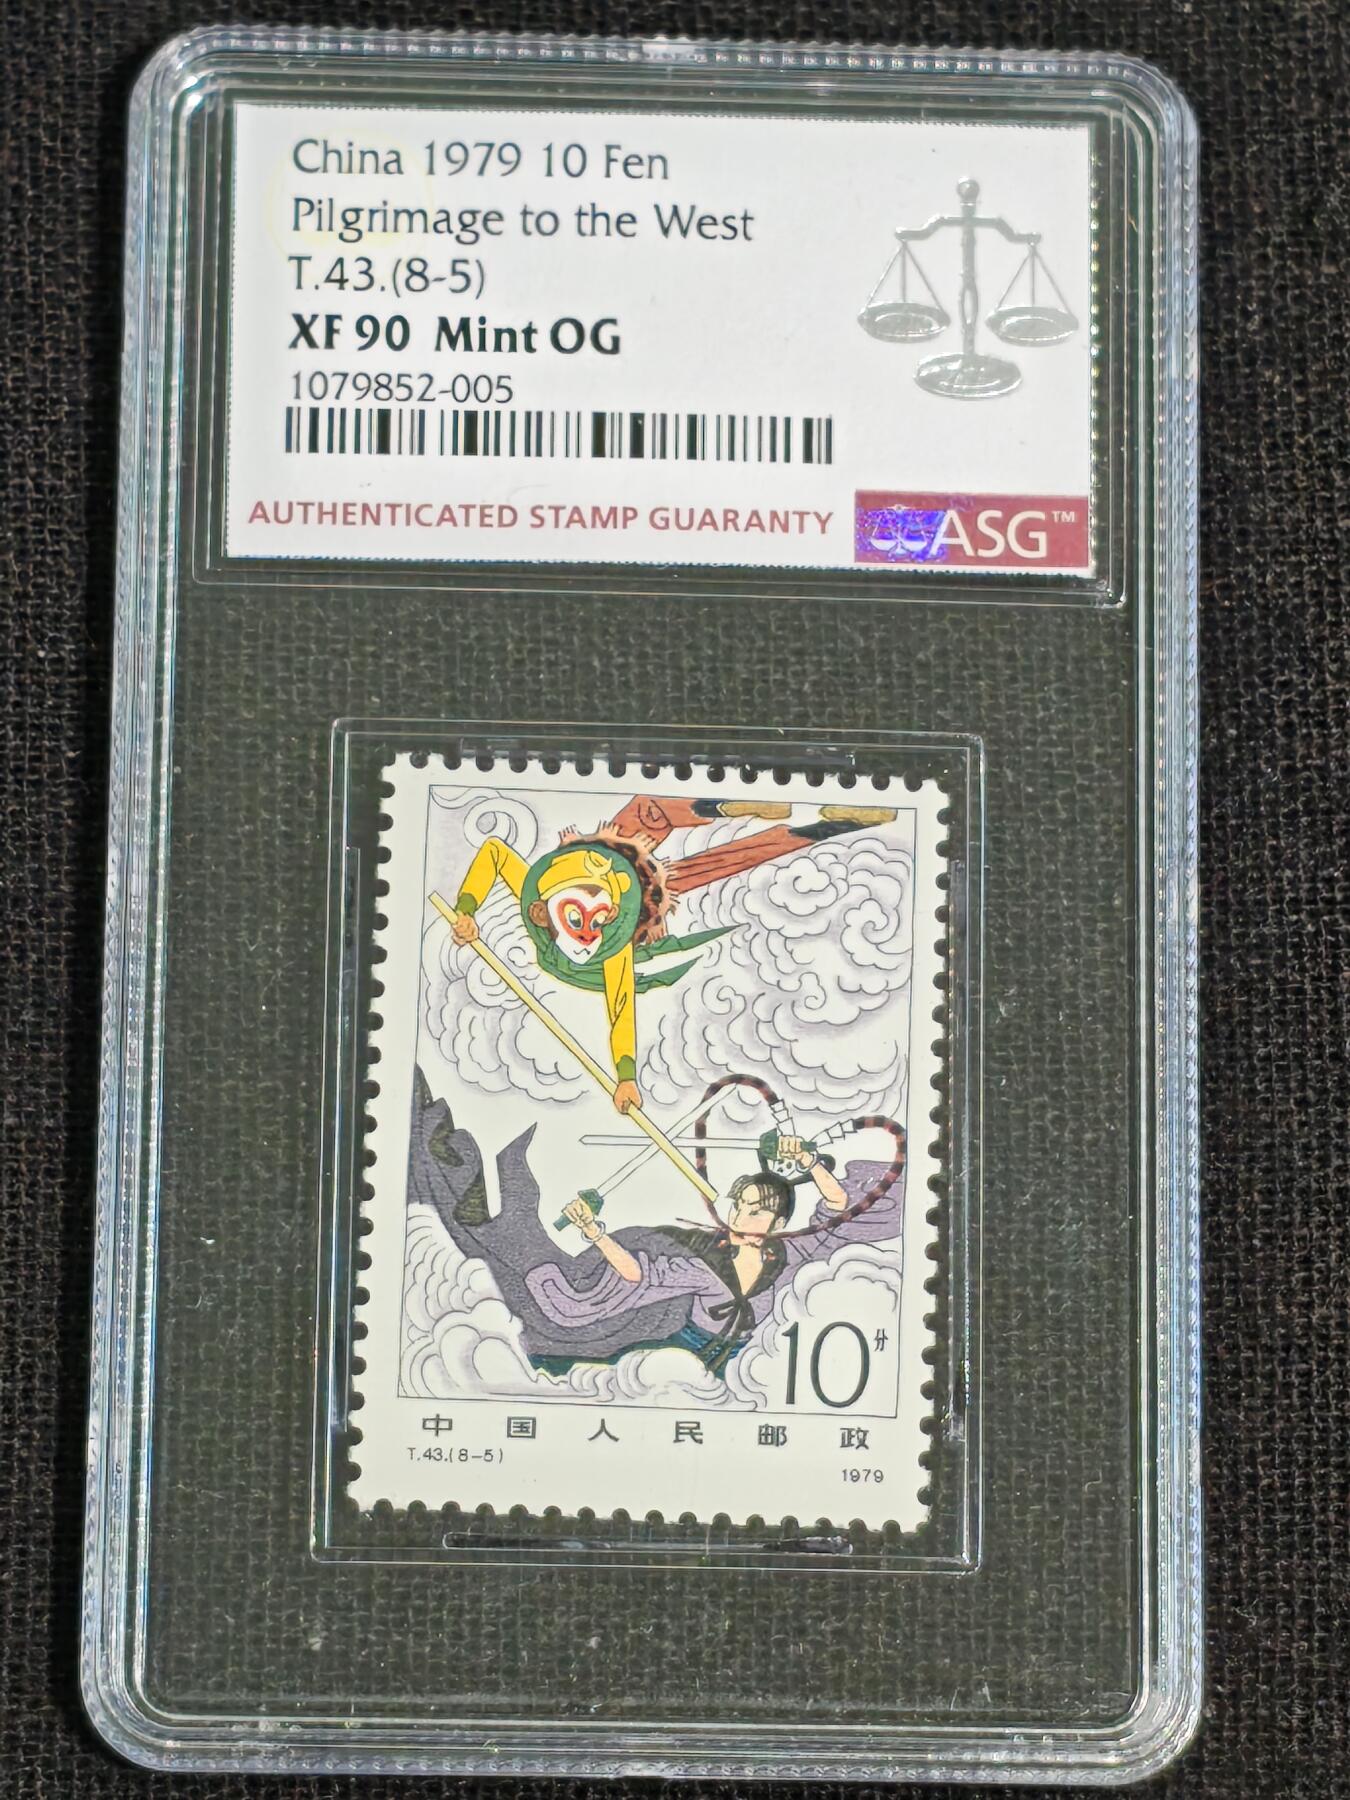 China 1979 10 Fen
Pilgrimage to the West
T.43.(8-5)
XF 90 Mint OG
1079852-005
AUTHENTICATED STAMP GUARANTY
ASG™
10分
中国人民邮政
T.43.(8-5)
1979